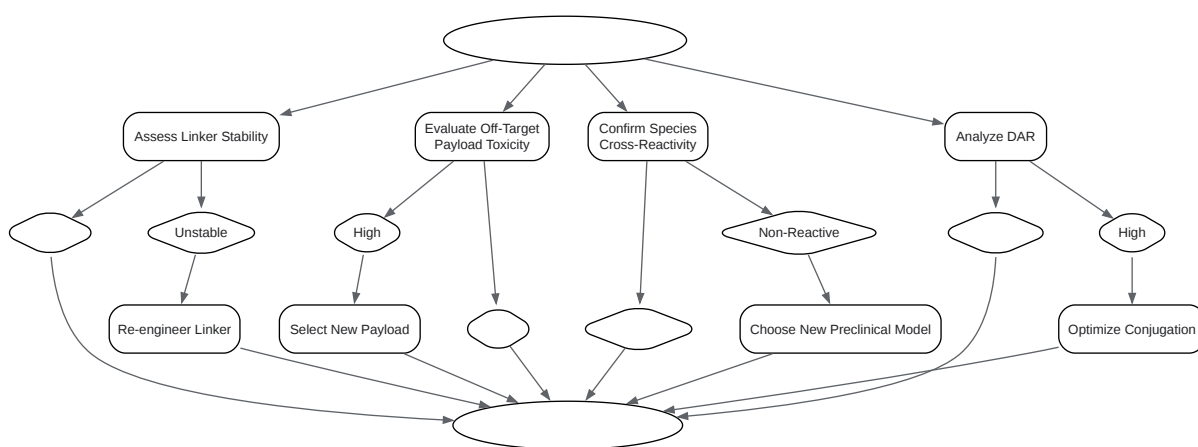 Assess Linker Stability
Evaluate Off-Target
Payload Toxicity
Confirm Species
Cross-Reactivity
Analyze DAR
Unstable
High
Non-Reactive
High
Re-engineer Linker
Select New Payload
Choose New Preclinical Model
Optimize Conjugation